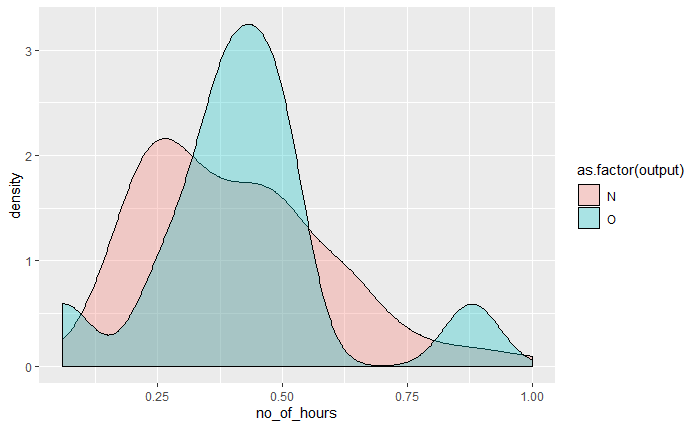 3
2
1
0
density
0.25
0.50
0.75
1.00
no_of_hours
as.factor(output)
N
O